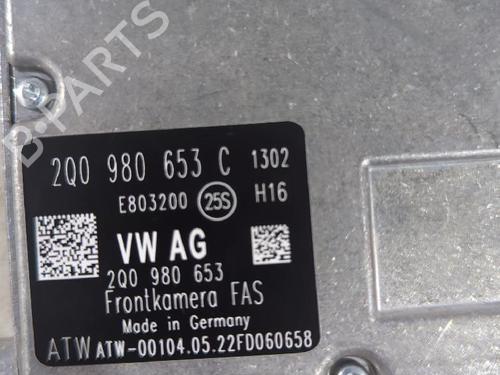 2Q0 980 653 C 1302
E803200 25S H16
VW AG
2Q0 980 653
Frontkamera FAS
Made in Germany
ATW ATW-00104.05.22FD060658
B-PARTS